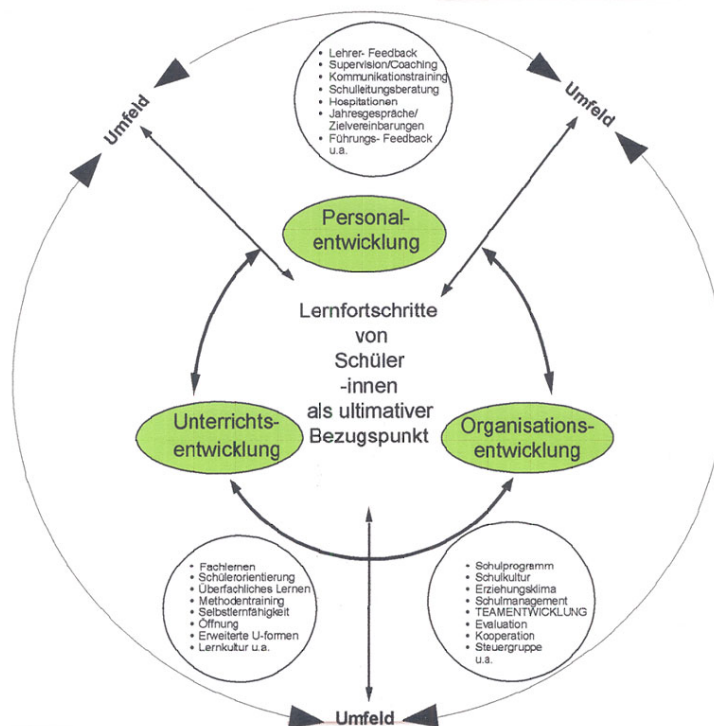 • Lehrer- Feedback
• Supervision/Coaching
• Kommunikationstraining
• Schulleitungsberatung
• Hospitationen
• Jahresgespräche/
Zielvereinbarungen
• Führungs- Feedback
u.a.
Umfeld
Umfeld
Personal-
entwicklung
Lernfortschritte
von
Schüler
-innen
als ultimativer
Bezugspunkt
Unterrichts-
entwicklung
Organisations-
entwicklung
• Fachlernen
• Schülerorientierung
• Überfachliches Lernen
• Methodentraining
• Selbstlernfähigkeit
• Öffnung
• Erweiterte U-formen
• Lernkultur u.a.
• Schulprogramm
• Schulkultur
• Erziehungsklima
• Schulmanagement
• TEAMENTWICKLUNG
• Evaluation
• Kooperation
• Steuergruppe
u.a.
Umfeld